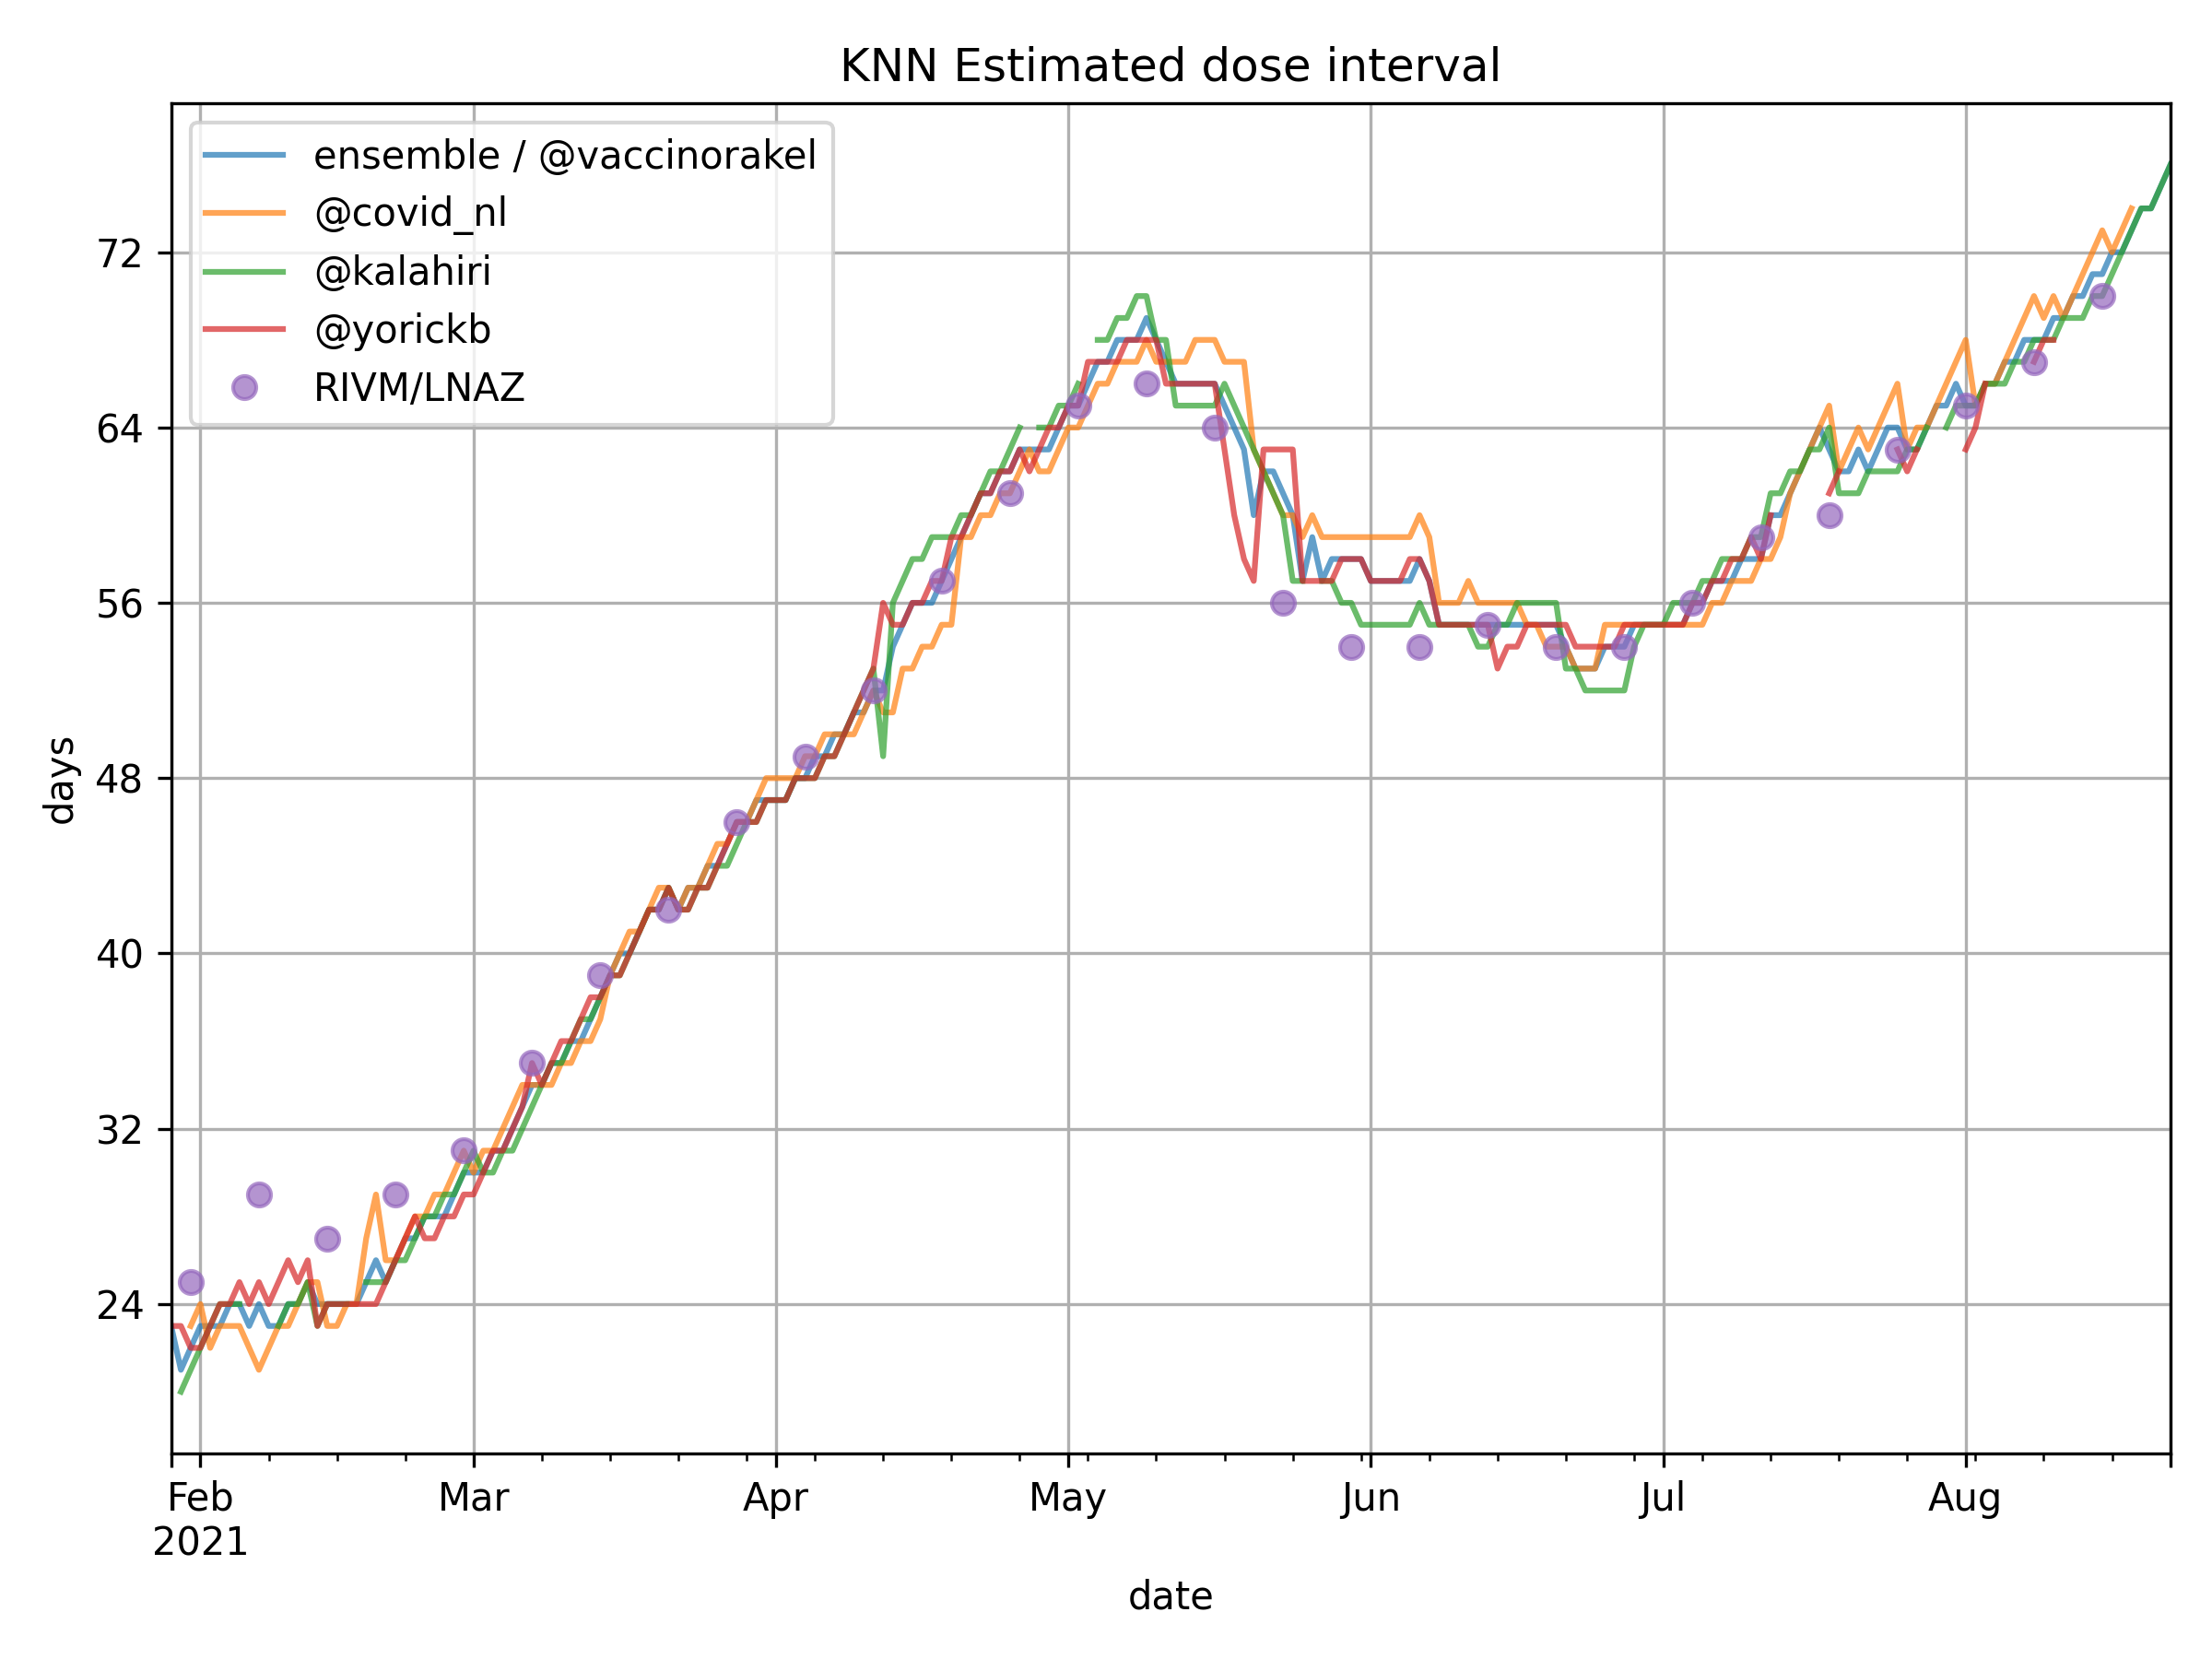 KNN Estimated dose interval
ensemble / @vaccinorakel
@covid_nl
@kalahiri
@yorickb
RIVM/LNAZ
72
64
56
48
40
32
24
days
Feb Mar Apr May Jun Jul Aug
2021
date